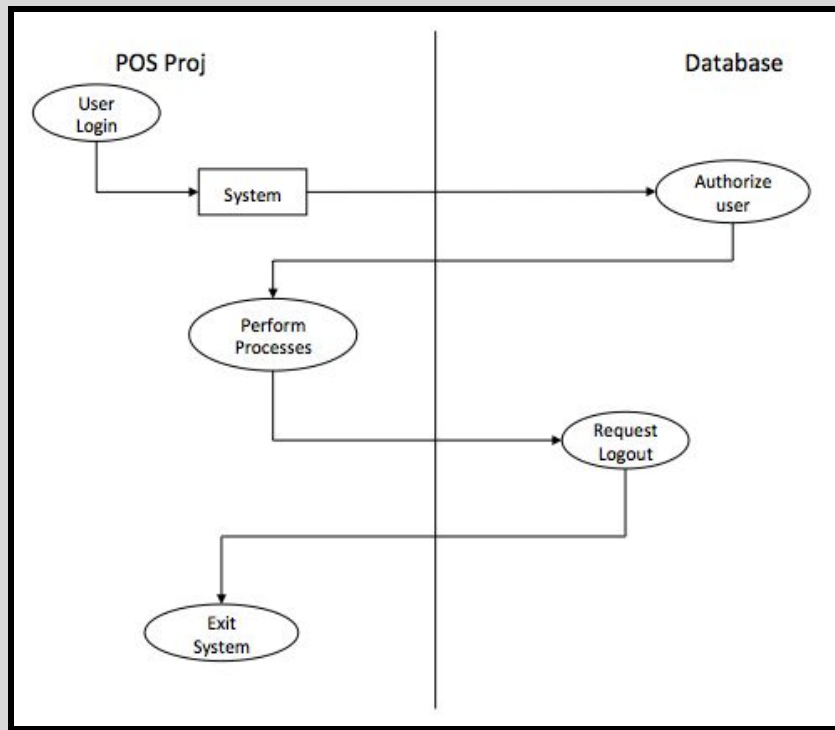 POS Proj
Database
User
Login
System
Authorize
user
Perform
Processes
Request
Logout
Exit
System